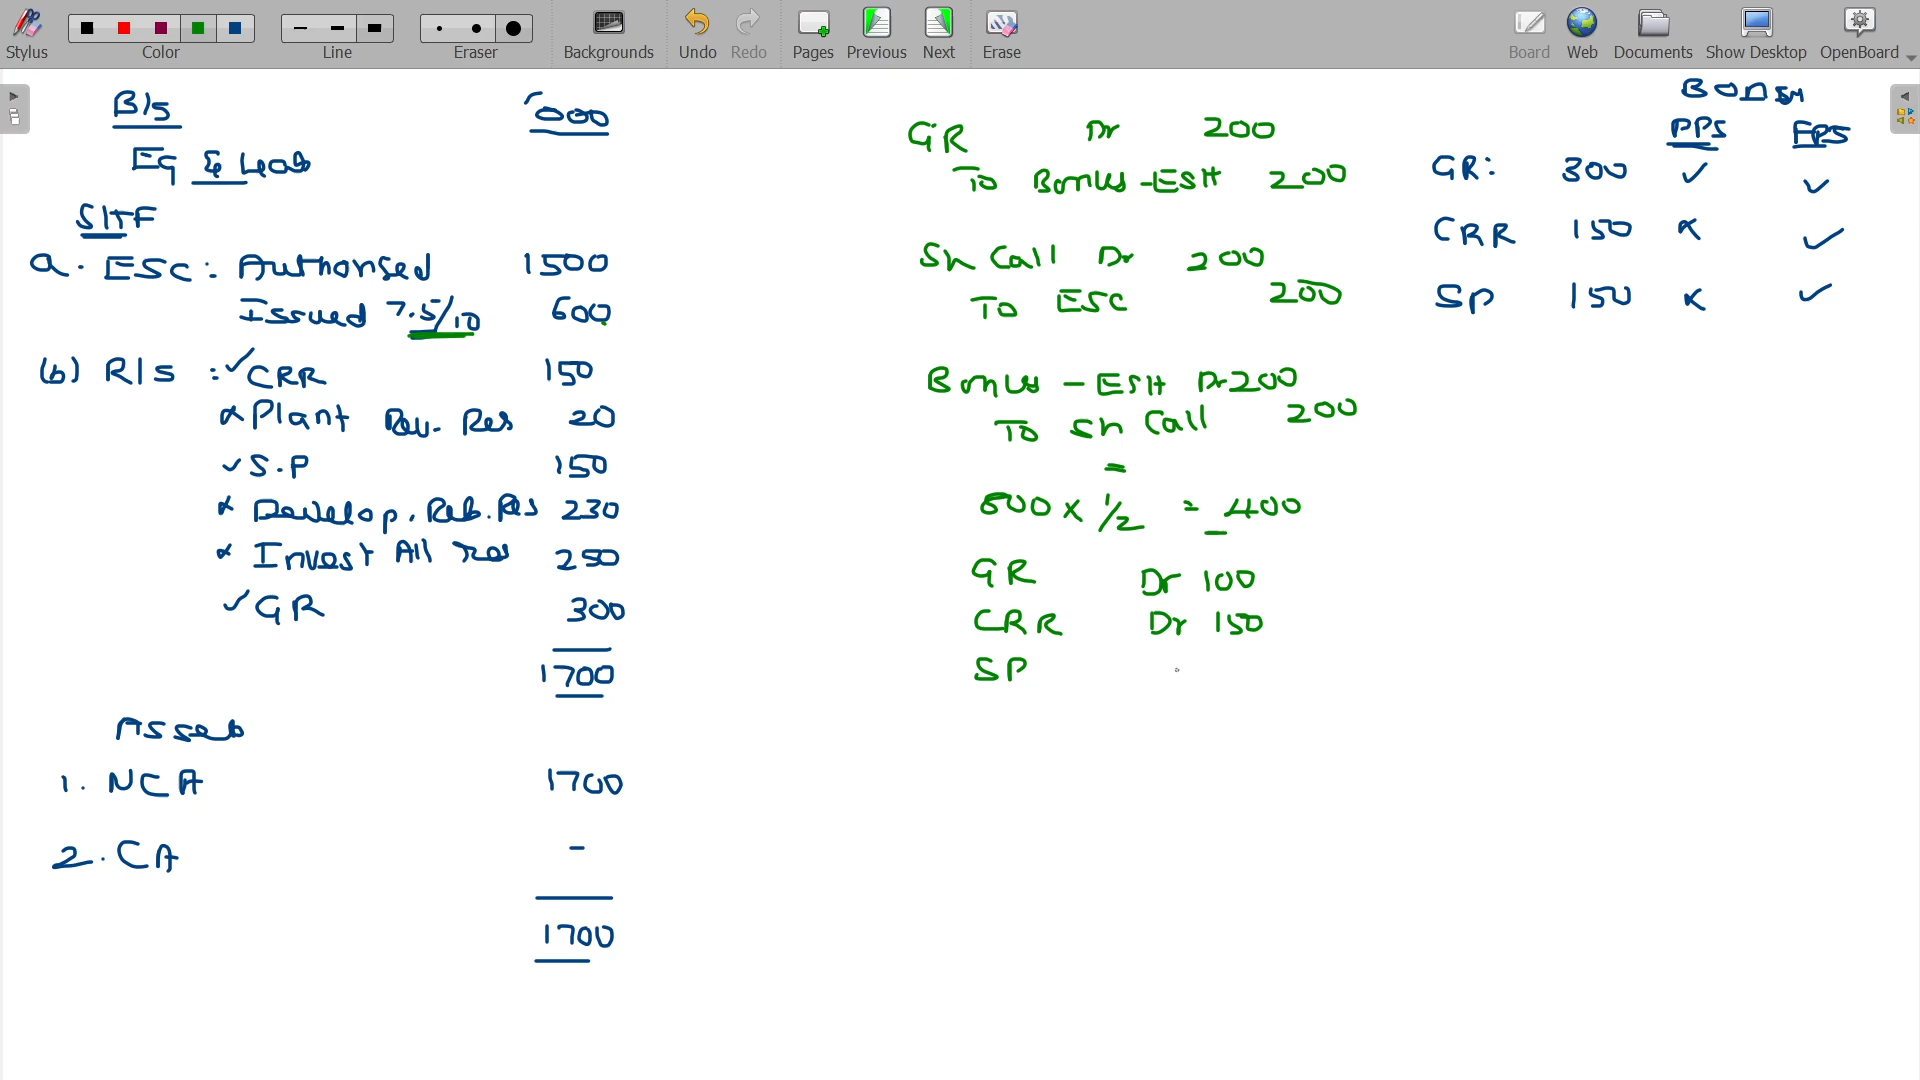 Stylus Color Line Eraser Backgrounds Undo Redo Pages Previous Next Erase Board Web Documents Show Desktop OpenBoard
B/s '000
Eq & Liab
SHF
a. ESC: Authorised 1500
Issued 7.5/10 600
(b) R/s : ✓ CRR 150
x Plant Rev. Res 20
✓ S.P 150
x Develop. Reb. Res 230
x Invest All Res 250
✓ GR 300
1700
Assets
1. NCA 1700
2. CA -
1700
GR Dr 200
To Bonus - ESH 200
Sh Call Dr 200
To ESC 200
Bonus - ESH Dr 200
To Sh Call 200
=
800 x 1/2 = 400
GR Dr 100
CRR Dr 150
SP
PPS FPS
GR: 300 ✓ ✓
CRR 150 x ✓
SP 150 x ✓